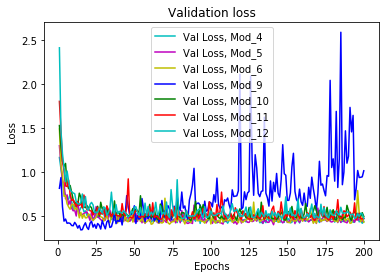 Validation loss
Val Loss, Mod_4
Val Loss, Mod_5
Val Loss, Mod_6
Val Loss, Mod_9
Val Loss, Mod_10
Val Loss, Mod_11
Val Loss, Mod_12
Loss
2.5
2.0
1.5
1.0
0.5
0 25 50 75 100 125 150 175 200
Epochs